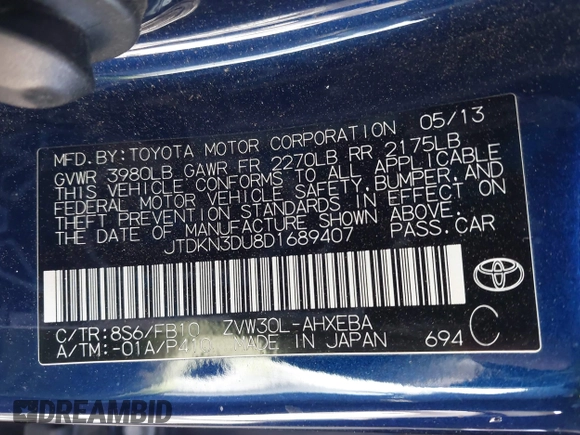 MFD. BY: TOYOTA MOTOR CORPORATION 05/13
GVWR 3980LB GAWR FR 2270LB RR 2175LB
THIS VEHICLE CONFORMS TO ALL APPLICABLE
FEDERAL MOTOR VEHICLE SAFETY, BUMPER, AND
THEFT PREVENTION STANDARDS IN EFFECT ON
THE DATE OF MANUFACTURE SHOWN ABOVE.
JTDKN3DU8D1689407 PASS. CAR
C/TR: 8S6/FB10 ZVW30L-AHXEBA
A/TM: -01A/P410 MADE IN JAPAN 694 C
TOYOTA
DREAMBID